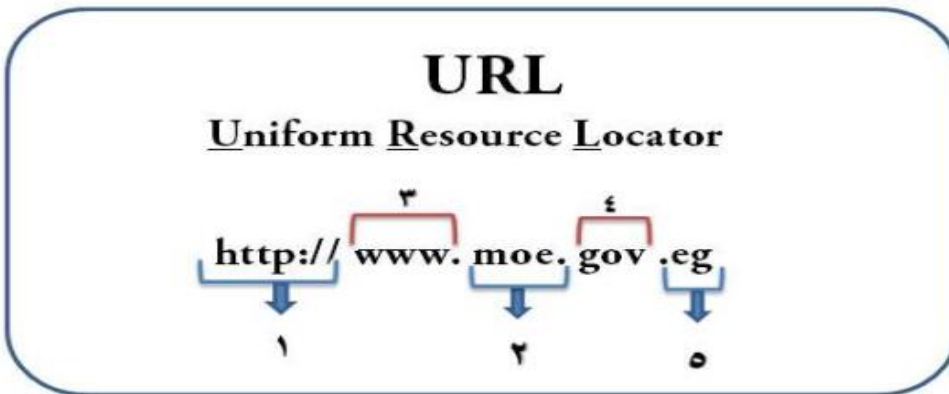 URL
Uniform Resource Locator
٣ ٤
http:// www. moe. gov .eg
١ ٢ ٥